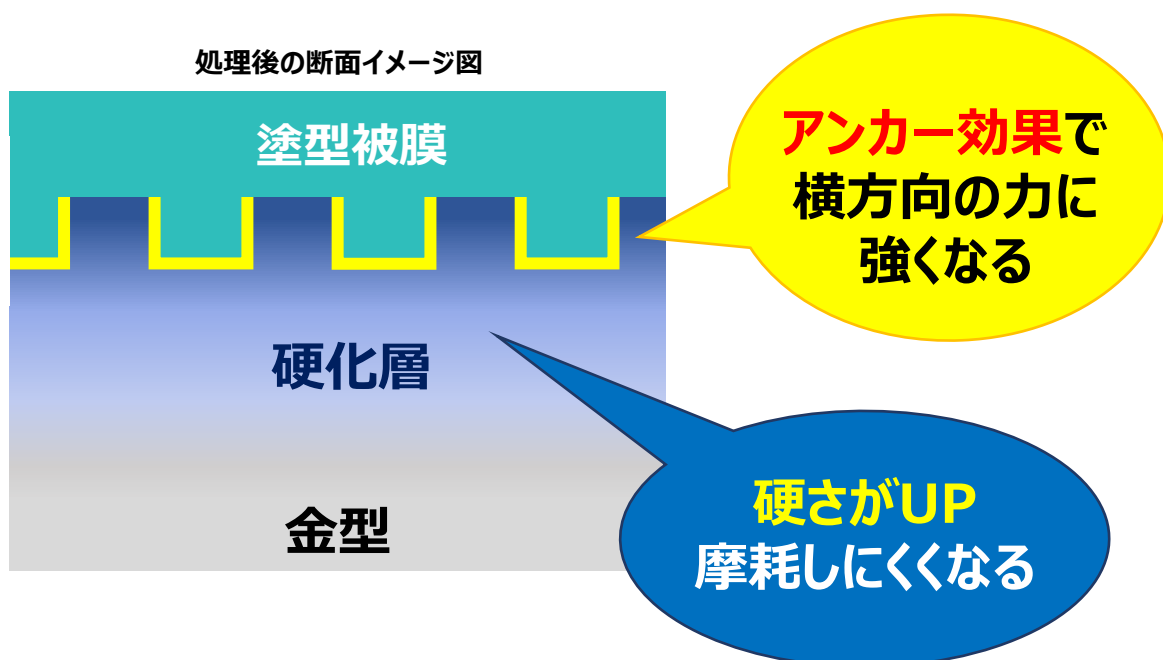 処理後の断面イメージ図
塗型被膜
アンカー効果で
横方向の力に
強くなる
硬化層
硬さがUP
摩耗しにくくなる
金型